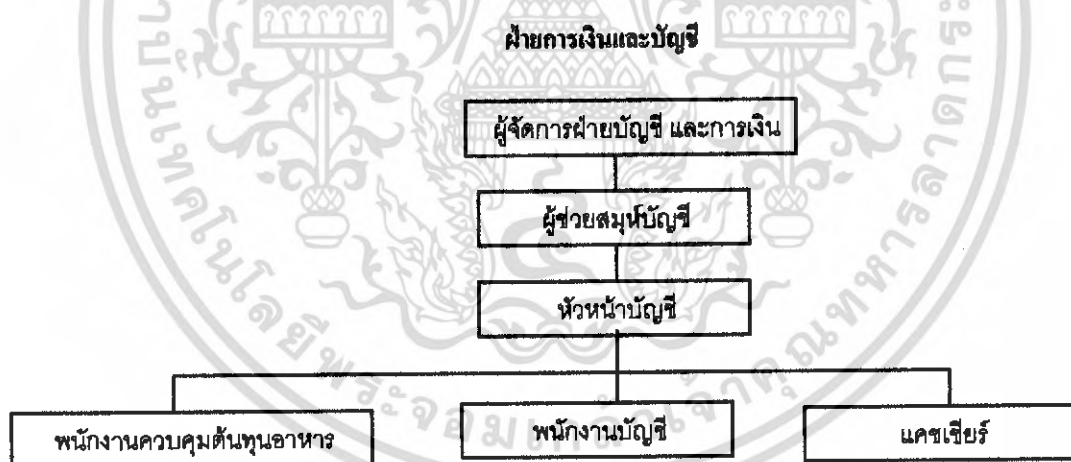 ฝ่ายการเงินและบัญชี
ผู้จัดการฝ่ายบัญชี และการเงิน
ผู้ช่วยสมุห์บัญชี
หัวหน้าบัญชี
พนักงานควบคุมต้นทุนอาหาร
พนักงานบัญชี
แคชเชียร์